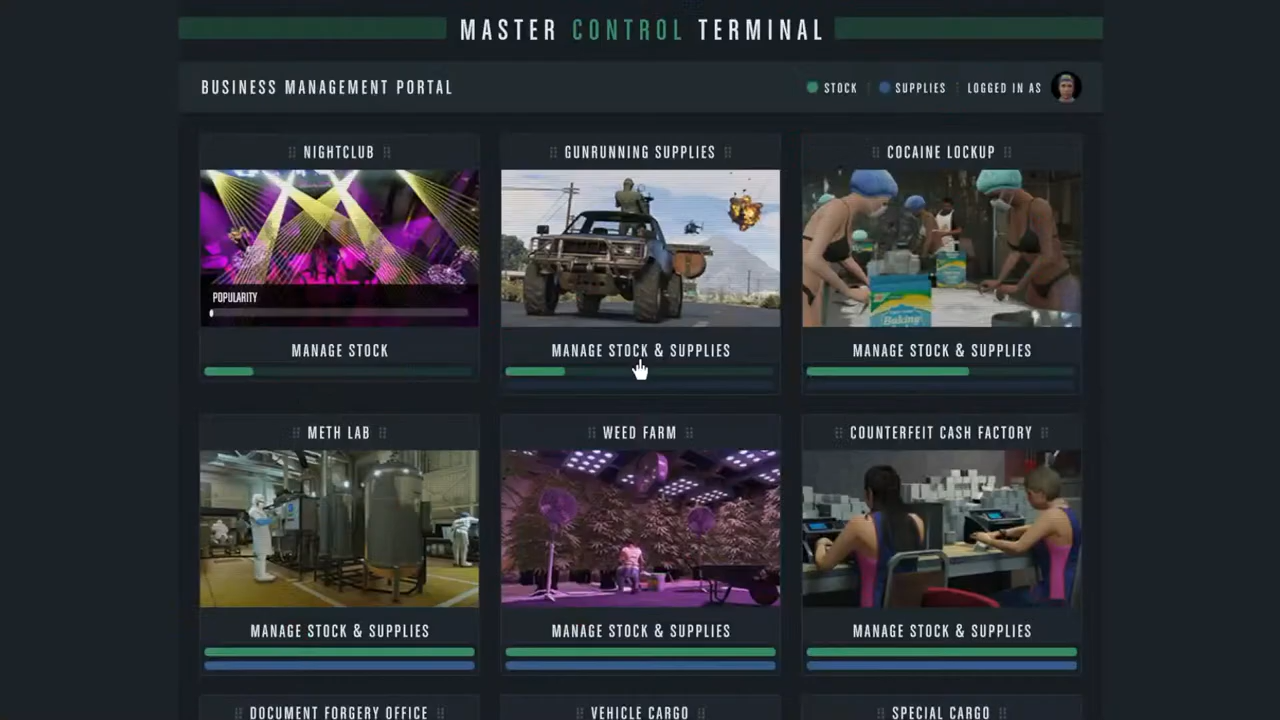 MASTER CONTROL TERMINAL
BUSINESS MANAGEMENT PORTAL
STOCK
SUPPLIES
LOGGED IN AS
NIGHTCLUB
GUNRUNNING SUPPLIES
COCAINE LOCKUP
POPULARITY
Baking
MANAGE STOCK
MANAGE STOCK & SUPPLIES
MANAGE STOCK & SUPPLIES
METH LAB
WEED FARM
COUNTERFEIT CASH FACTORY
MANAGE STOCK & SUPPLIES
MANAGE STOCK & SUPPLIES
MANAGE STOCK & SUPPLIES
DOCUMENT FORGERY OFFICE
VEHICLE CARGO
SPECIAL CARGO